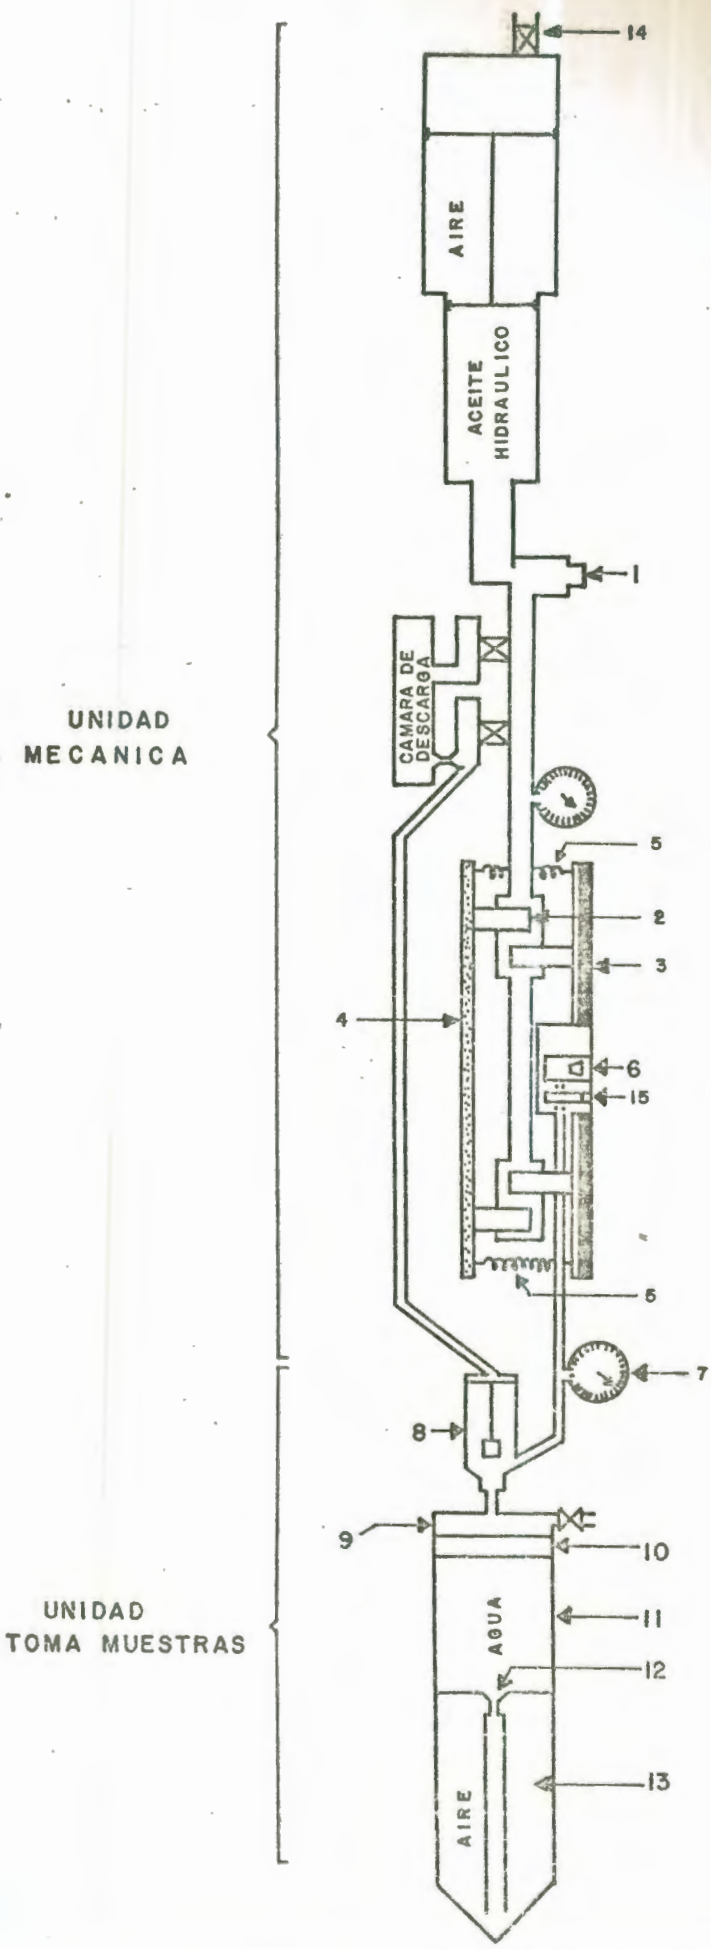 14
AIRE
ACEITE
HIDRAULICO
1
CAMARA DE
DESCARGA
UNIDAD
MECANICA
5
2
3
4
6
15
5
7
8
9
10
UNIDAD
TOMA MUESTRAS
AGUA
11
12
13
AIRE